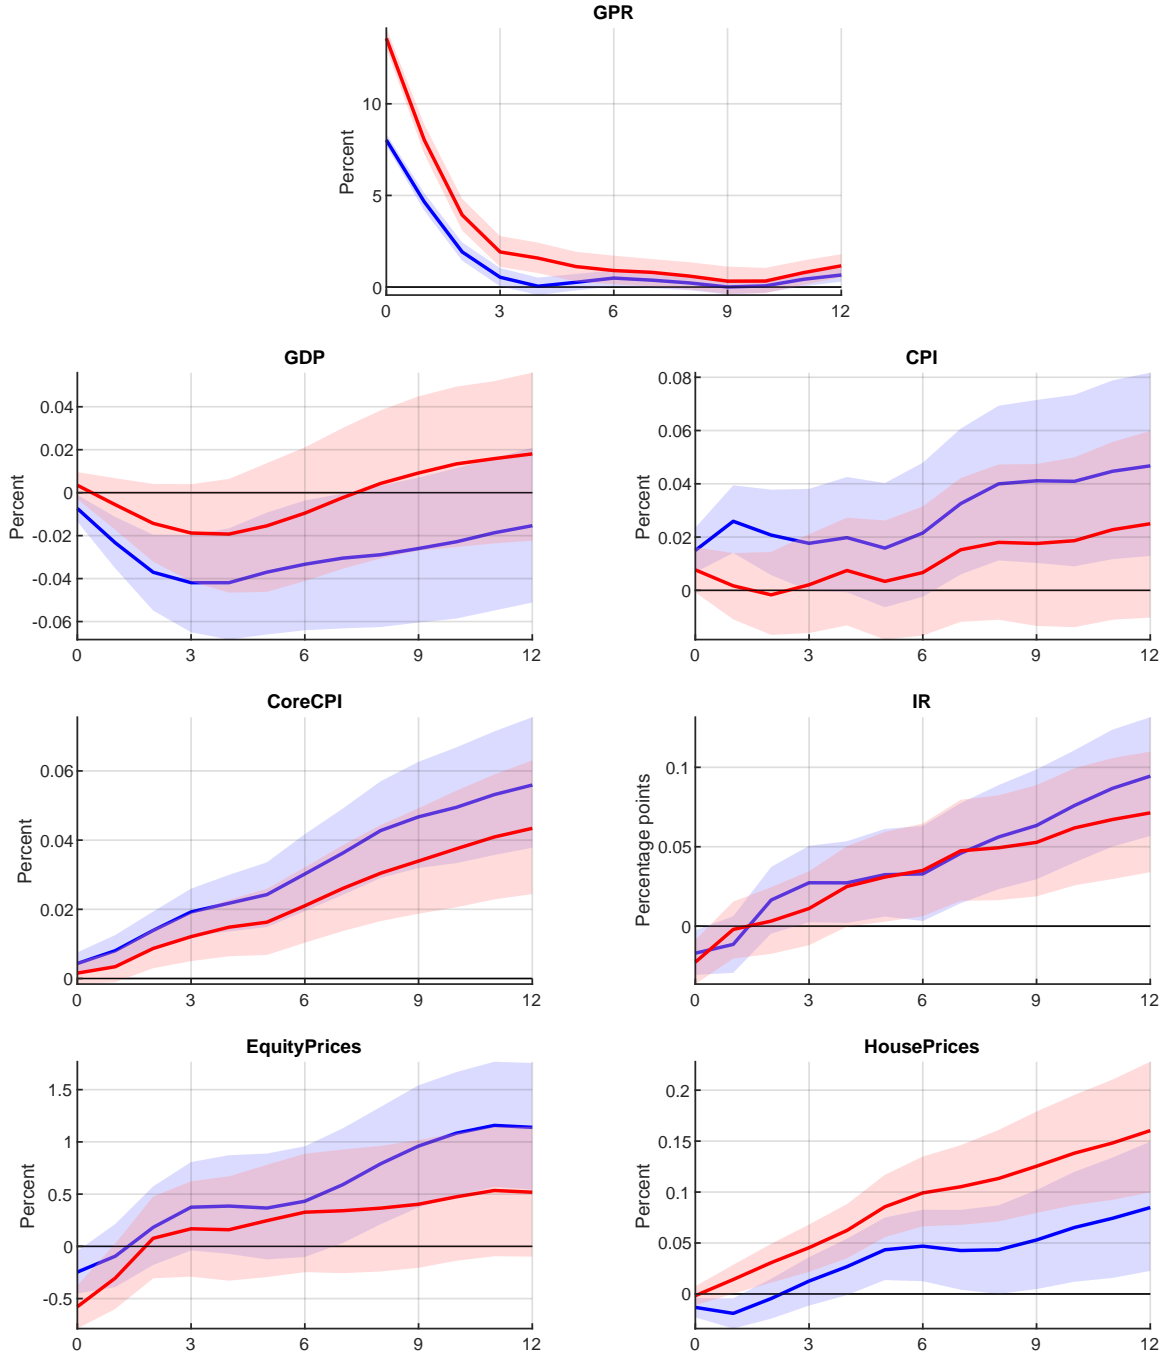 GPR
Percent
10
5
0
0 3 6 9 12
GDP
Percent
0.04
0.02
0
-0.02
-0.04
-0.06
0 3 6 9 12
CPI
Percent
0.08
0.06
0.04
0.02
0
0 3 6 9 12
CoreCPI
Percent
0.06
0.04
0.02
0
0 3 6 9 12
IR
Percentage points
0.1
0.05
0
0 3 6 9 12
EquityPrices
Percent
1.5
1
0.5
0
-0.5
0 3 6 9 12
HousePrices
Percent
0.2
0.15
0.1
0.05
0
0 3 6 9 12